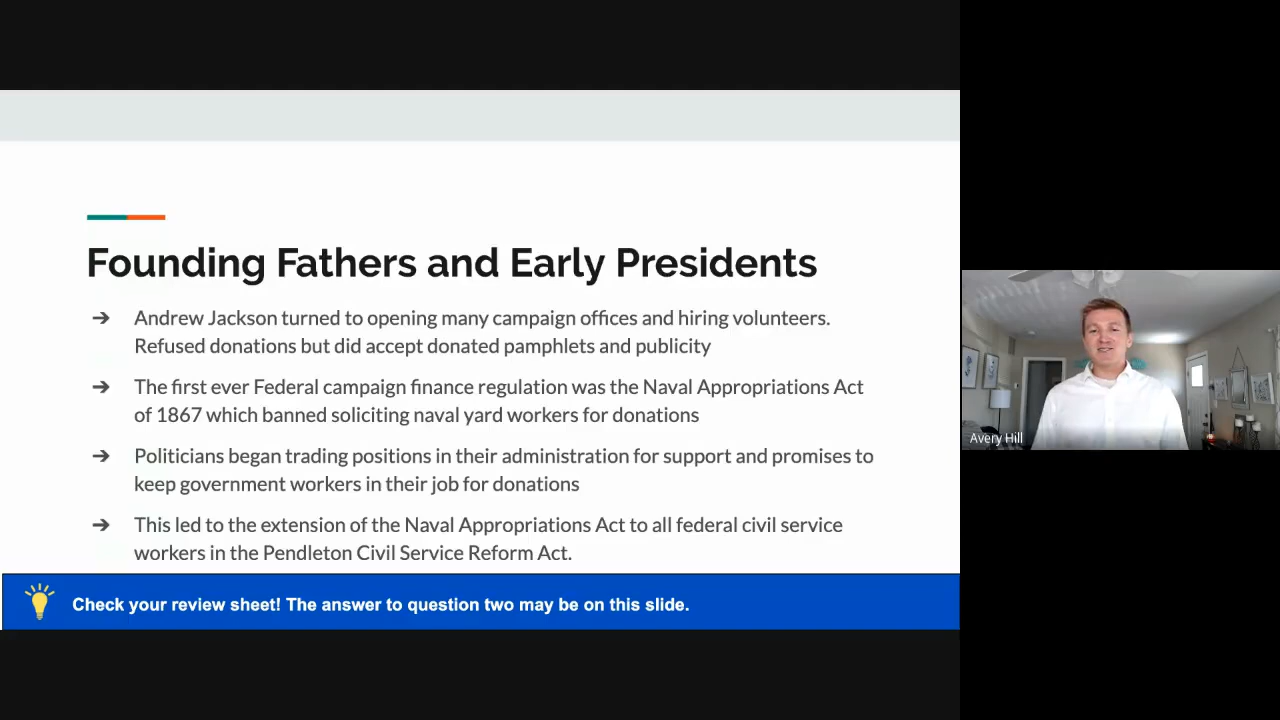 Founding Fathers and Early Presidents
➔ Andrew Jackson turned to opening many campaign offices and hiring volunteers.
Refused donations but did accept donated pamphlets and publicity
➔ The first ever Federal campaign finance regulation was the Naval Appropriations Act
of 1867 which banned soliciting naval yard workers for donations
➔ Politicians began trading positions in their administration for support and promises to
keep government workers in their job for donations
➔ This led to the extension of the Naval Appropriations Act to all federal civil service
workers in the Pendleton Civil Service Reform Act.
Check your review sheet! The answer to question two may be on this slide.
Avery Hill